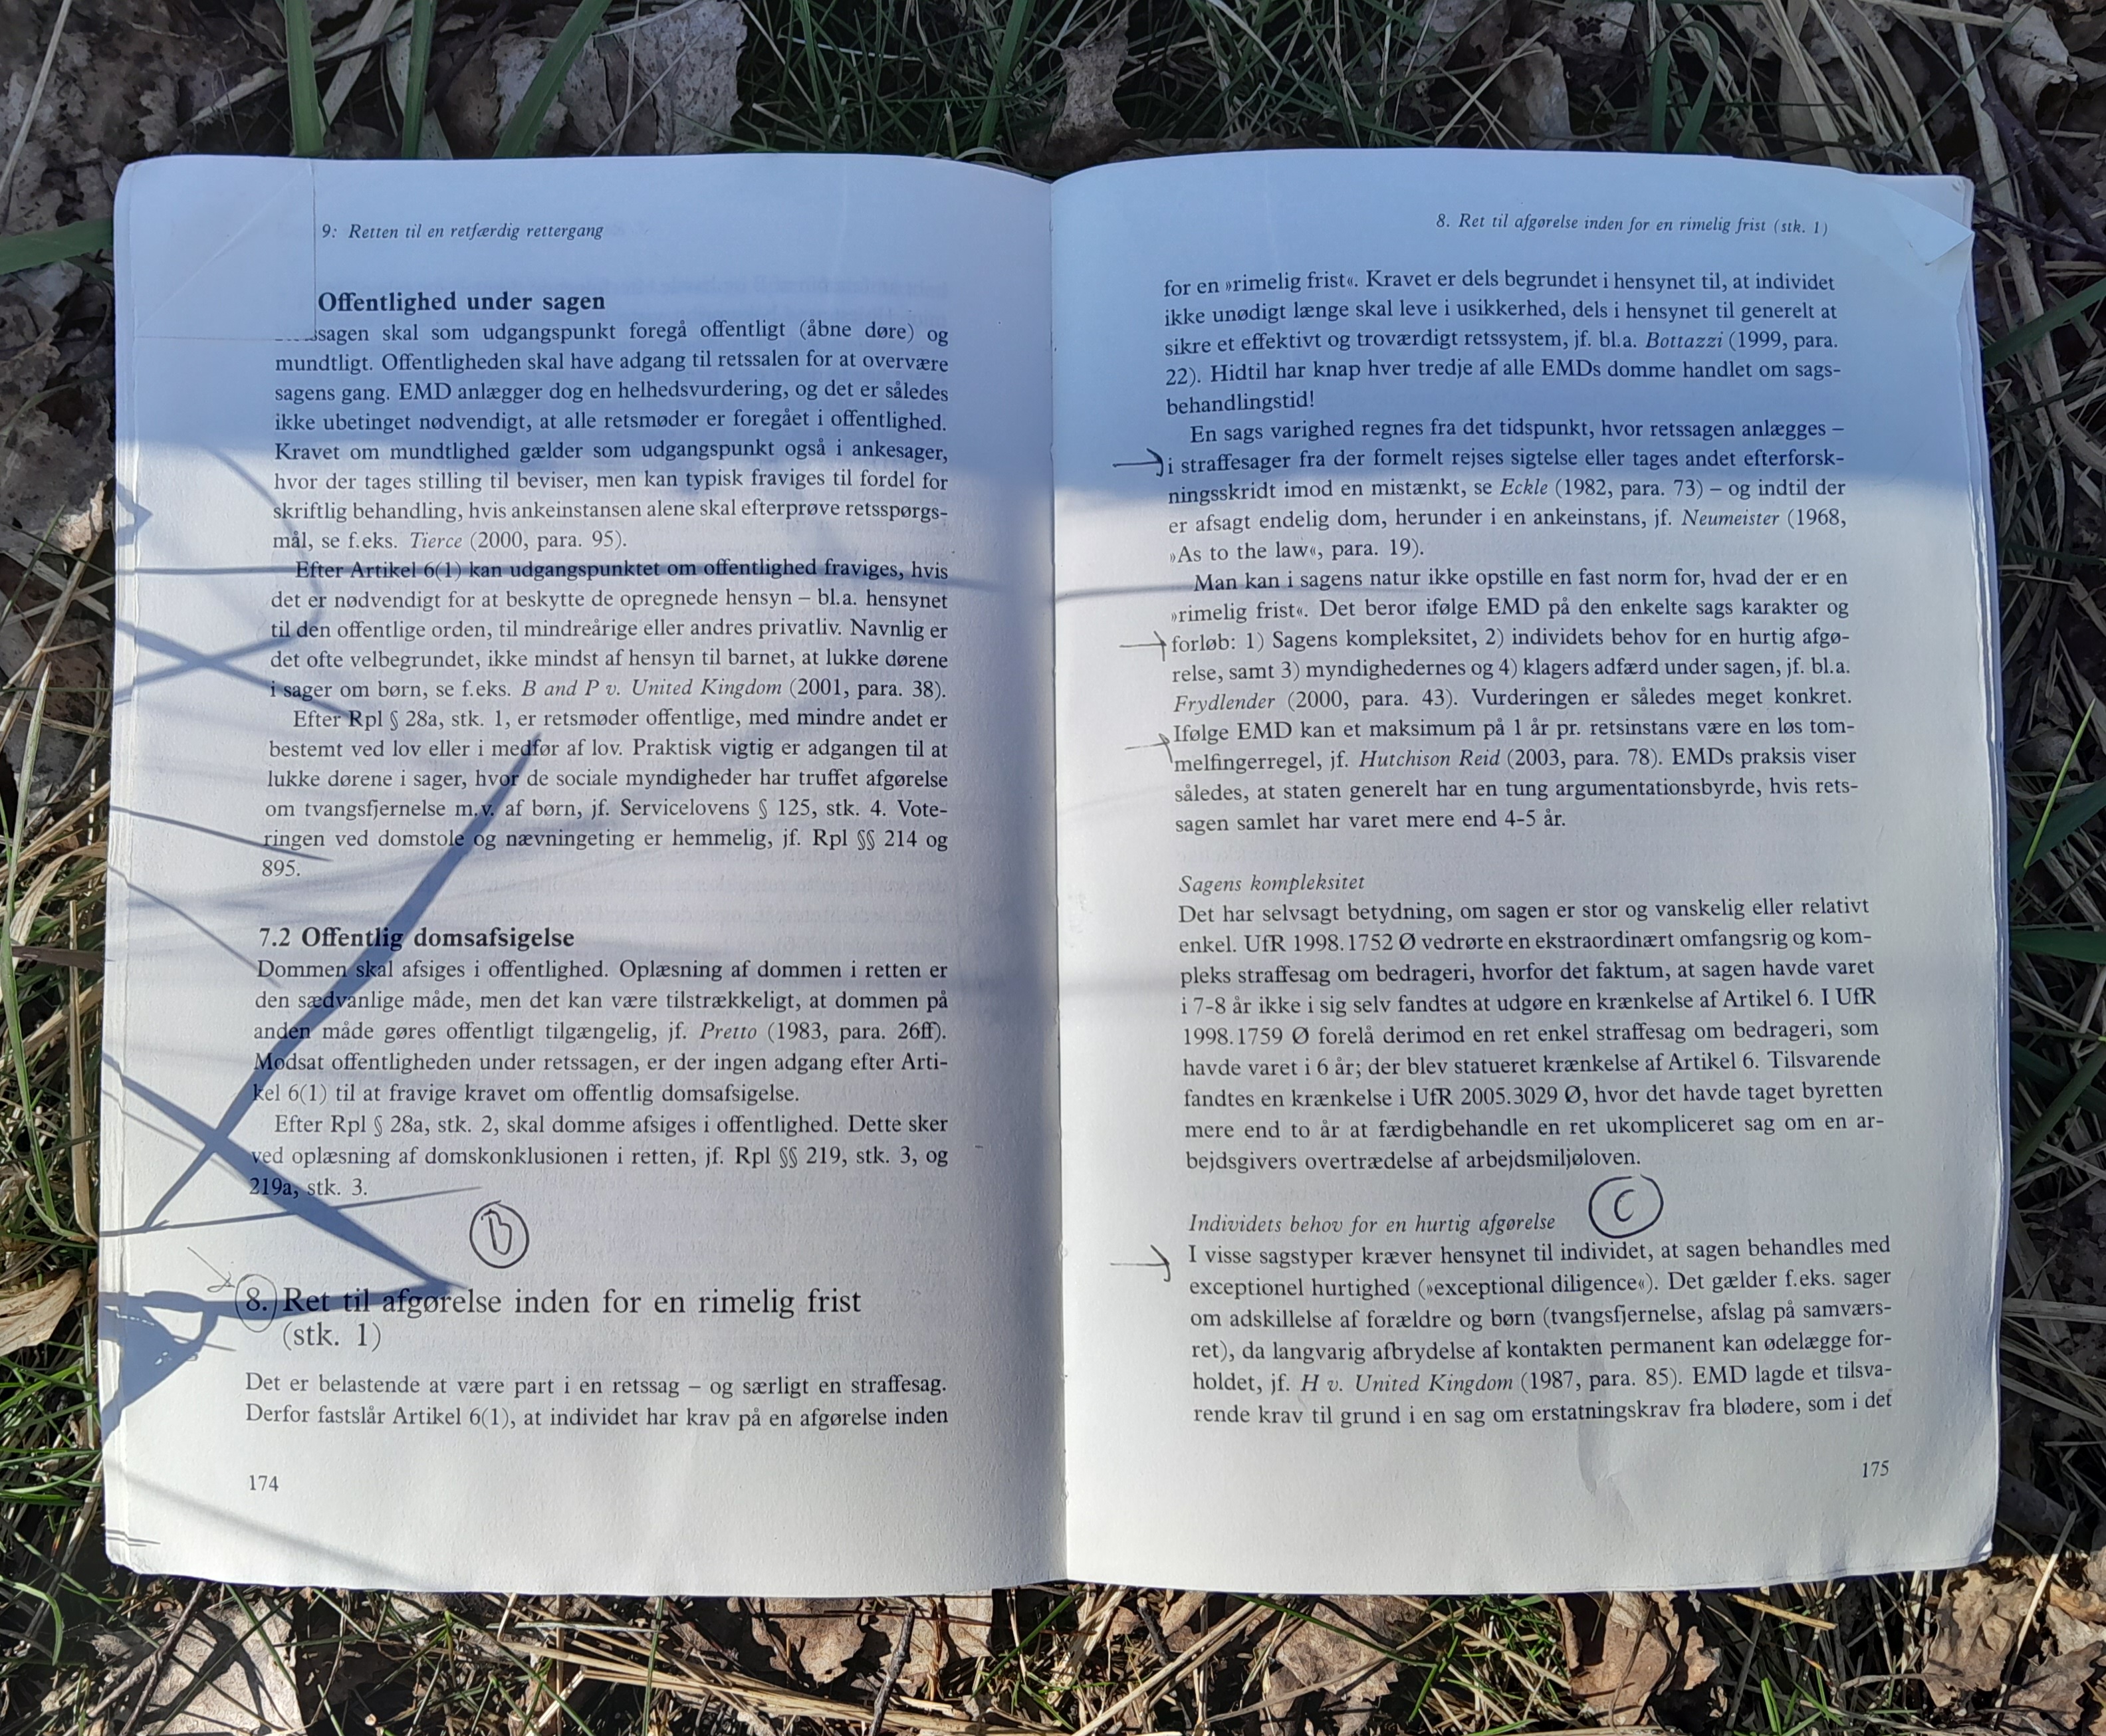 9: Retten til en retfærdig rettergang
Offentlighed under sagen
sagen skal som udgangspunkt foregå offentligt (åbne døre) og
mundtligt. Offentligheden skal have adgang til retssalen for at overvære
sagens gang. EMD anlægger dog en helhedsvurdering, og det er således
ikke ubetinget nødvendigt, at alle retsmøder er foregået i offentlighed.
Kravet om mundtlighed gælder som udgangspunkt også i ankesager,
hvor der tages stilling til beviser, men kan typisk fraviges til fordel for
skriftlig behandling, hvis ankeinstansen alene skal efterprøve retsspørgs-
mål, se f.eks. Tierce (2000, para. 95).
Efter Artikel 6(1) kan udgangspunktet om offentlighed fraviges, hvis
det er nødvendigt for at beskytte de opregnede hensyn – bl.a. hensynet
til den offentlige orden, til mindreårige eller andres privatliv. Navnlig er
det ofte velbegrundet, ikke mindst af hensyn til barnet, at lukke dørene
i sager om børn, se f.eks. B and P v. United Kingdom (2001, para. 38).
Efter Rpl § 28a, stk. 1, er retsmøder offentlige, med mindre andet er
bestemt ved lov eller i medfør af lov. Praktisk vigtig er adgangen til at
lukke dørene i sager, hvor de sociale myndigheder har truffet afgørelse
om tvangsfjernelse m.v. af børn, jf. Servicelovens § 125, stk. 4. Vote-
ringen ved domstole og nævningeting er hemmelig, jf. Rpl §§ 214 og
895.
7.2 Offentlig domsafsigelse
Dommen skal afsiges i offentlighed. Oplæsning af dommen i retten er
den sædvanlige måde, men det kan være tilstrækkeligt, at dommen på
anden måde gøres offentligt tilgængelig, jf. Pretto (1983, para. 26ff).
Modsat offentligheden under retssagen, er der ingen adgang efter Arti-
kel 6(1) til at fravige kravet om offentlig domsafsigelse.
Efter Rpl § 28a, stk. 2, skal domme afsiges i offentlighed. Dette sker
ved oplæsning af domskonklusionen i retten, jf. Rpl §§ 219, stk. 3, og
219a, stk. 3.
8. Ret til afgørelse inden for en rimelig frist
(stk. 1)
Det er belastende at være part i en retssag – og særligt en straffesag.
Derfor fastslår Artikel 6(1), at individet har krav på en afgørelse inden
174
8. Ret til afgørelse inden for en rimelig frist (stk. 1)
for en »rimelig frist«. Kravet er dels begrundet i hensynet til, at individet
ikke unødigt længe skal leve i usikkerhed, dels i hensynet til generelt at
sikre et effektivt og troværdigt retssystem, jf. bl.a. Bottazzi (1999, para.
22). Hidtil har knap hver tredje af alle EMDs domme handlet om sags-
behandlingstid!
En sags varighed regnes fra det tidspunkt, hvor retssagen anlægges –
i straffesager fra der formelt rejses sigtelse eller tages andet efterforsk-
ningsskridt imod en mistænkt, se Eckle (1982, para. 73) – og indtil der
er afsagt endelig dom, herunder i en ankeinstans, jf. Neumeister (1968,
»As to the law«, para. 19).
Man kan i sagens natur ikke opstille en fast norm for, hvad der er en
»rimelig frist«. Det beror ifølge EMD på den enkelte sags karakter og
forløb: 1) Sagens kompleksitet, 2) individets behov for en hurtig afgø-
relse, samt 3) myndighedernes og 4) klagers adfærd under sagen, jf. bl.a.
Frydlender (2000, para. 43). Vurderingen er således meget konkret.
Ifølge EMD kan et maksimum på 1 år pr. retsinstans være en løs tom-
melfingerregel, jf. Hutchison Reid (2003, para. 78). EMDs praksis viser
således, at staten generelt har en tung argumentationsbyrde, hvis rets-
sagen samlet har varet mere end 4-5 år.
Sagens kompleksitet
Det har selvsagt betydning, om sagen er stor og vanskelig eller relativt
enkel. UfR 1998.1752 Ø vedrørte en ekstraordinært omfangsrig og kom-
pleks straffesag om bedrageri, hvorfor det faktum, at sagen havde varet
i 7-8 år ikke i sig selv fandtes at udgøre en krænkelse af Artikel 6. I UfR
1998.1759 Ø forelå derimod en ret enkel straffesag om bedrageri, som
havde varet i 6 år; der blev statueret krænkelse af Artikel 6. Tilsvarende
fandtes en krænkelse i UfR 2005.3029 Ø, hvor det havde taget byretten
mere end to år at færdigbehandle en ret ukompliceret sag om en ar-
bejdsgivers overtrædelse af arbejdsmiljøloven.
C
Individets behov for en hurtig afgørelse
I visse sagstyper kræver hensynet til individet, at sagen behandles med
exceptionel hurtighed (»exceptional diligence«). Det gælder f.eks. sager
om adskillelse af forældre og børn (tvangsfjernelse, afslag på samværs-
ret), da langvarig afbrydelse af kontakten permanent kan ødelægge for-
holdet, jf. H v. United Kingdom (1987, para. 85). EMD lagde et tilsva-
rende krav til grund i en sag om erstatningskrav fra blødere, som i det
175